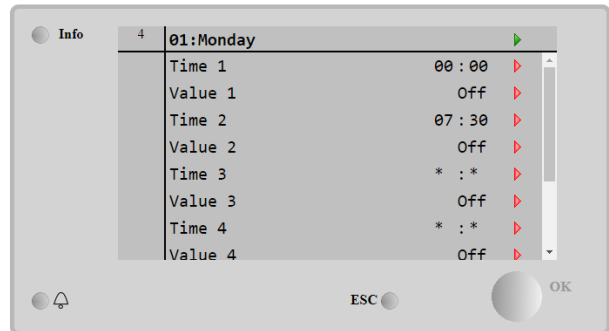 Info
4 01:Monday
Time 1 00:00
Value 1 Off
Time 2 07:30
Value 2 Off
Time 3 * :*
Value 3 Off
Time 4 * :*
Value 4 Off
ESC
OK